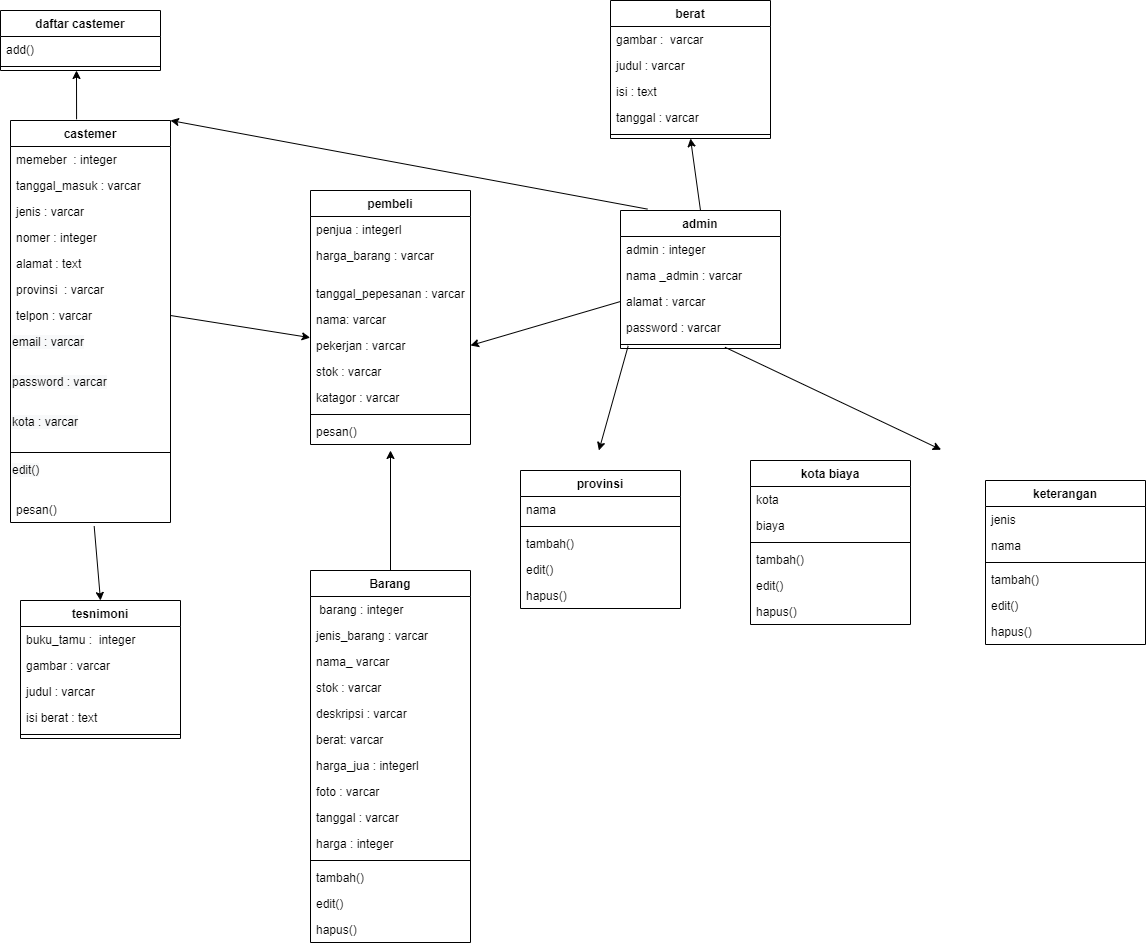 daftar castemer
add()
castemer
memeber : integer
tanggal_masuk : varcar
jenis : varcar
nomer : integer
alamat : text
provinsi : varcar
telpon : varcar
email : varcar
password : varcar
kota : varcar
edit()
pesan()
tesnimoni
buku_tamu : integer
gambar : varcar
judul : varcar
isi berat : text
pembeli
penjua : integerl
harga_barang : varcar
tanggal_pepesanan : varcar
nama: varcar
pekerjan : varcar
stok : varcar
katagor : varcar
pesan()
Barang
barang : integer
jenis_barang : varcar
nama_ varcar
stok : varcar
deskripsi : varcar
berat: varcar
harga_jua : integerl
foto : varcar
tanggal : varcar
harga : integer
tambah()
edit()
hapus()
berat
gambar : varcar
judul : varcar
isi : text
tanggal : varcar
admin
admin : integer
nama _admin : varcar
alamat : varcar
password : varcar
provinsi
nama
tambah()
edit()
hapus()
kota biaya
kota
biaya
tambah()
edit()
hapus()
keterangan
jenis
nama
tambah()
edit()
hapus()